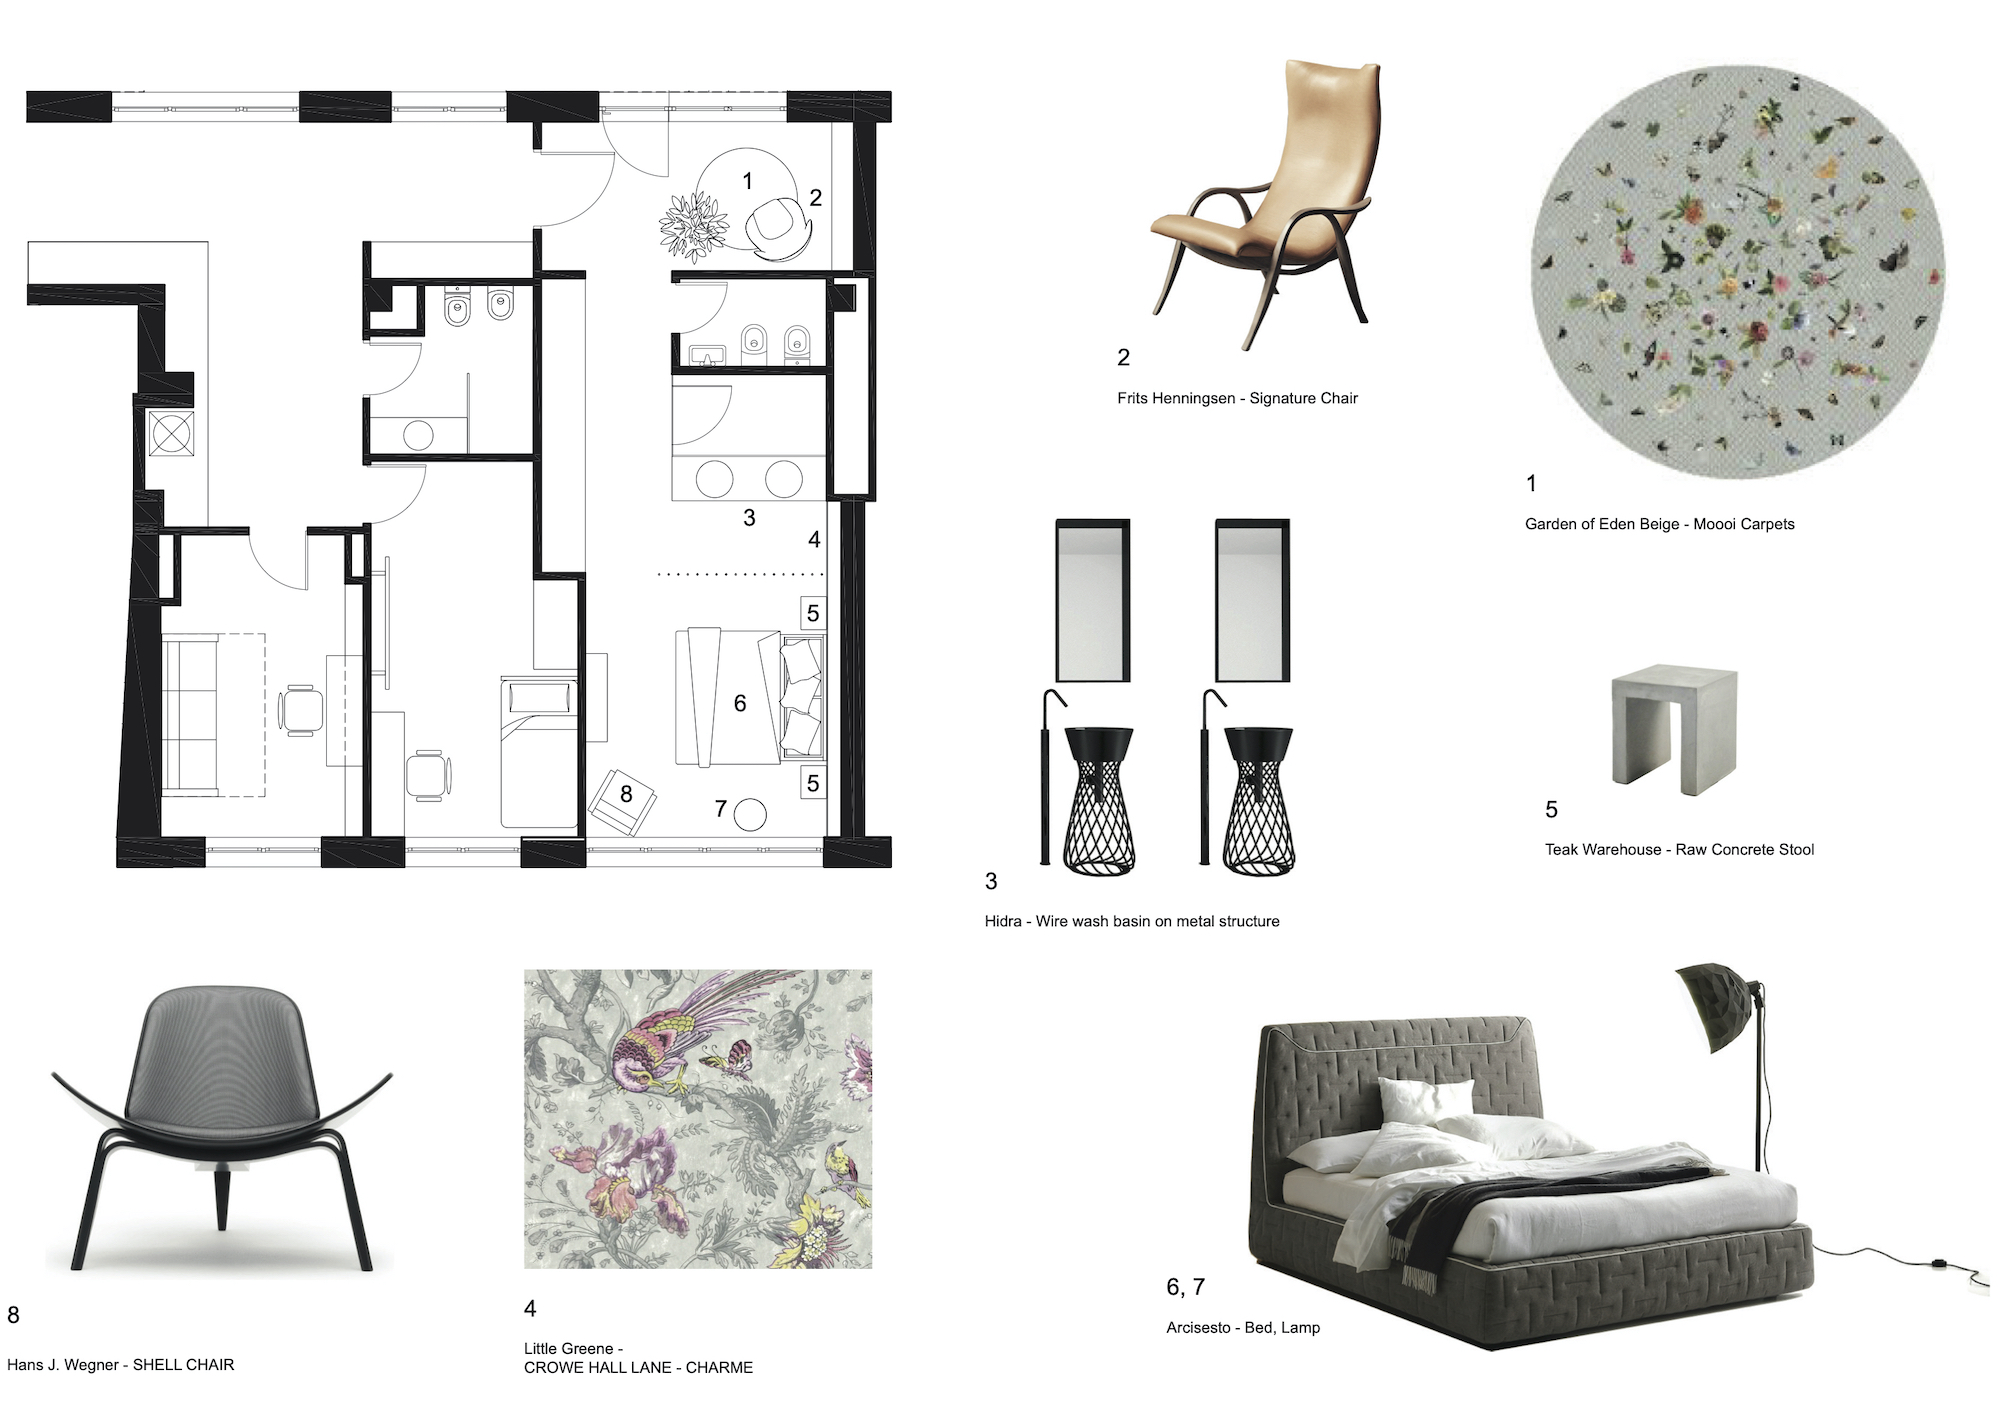 1
2
3
4
5
6
5
7
8
2
Frits Henningsen - Signature Chair
1
Garden of Eden Beige - Moooi Carpets
3
Hidra - Wire wash basin on metal structure
5
Teak Warehouse - Raw Concrete Stool
8
Hans J. Wegner - SHELL CHAIR
4
Little Greene -
CROWE HALL LANE - CHARME
6, 7
Arcisesto - Bed, Lamp